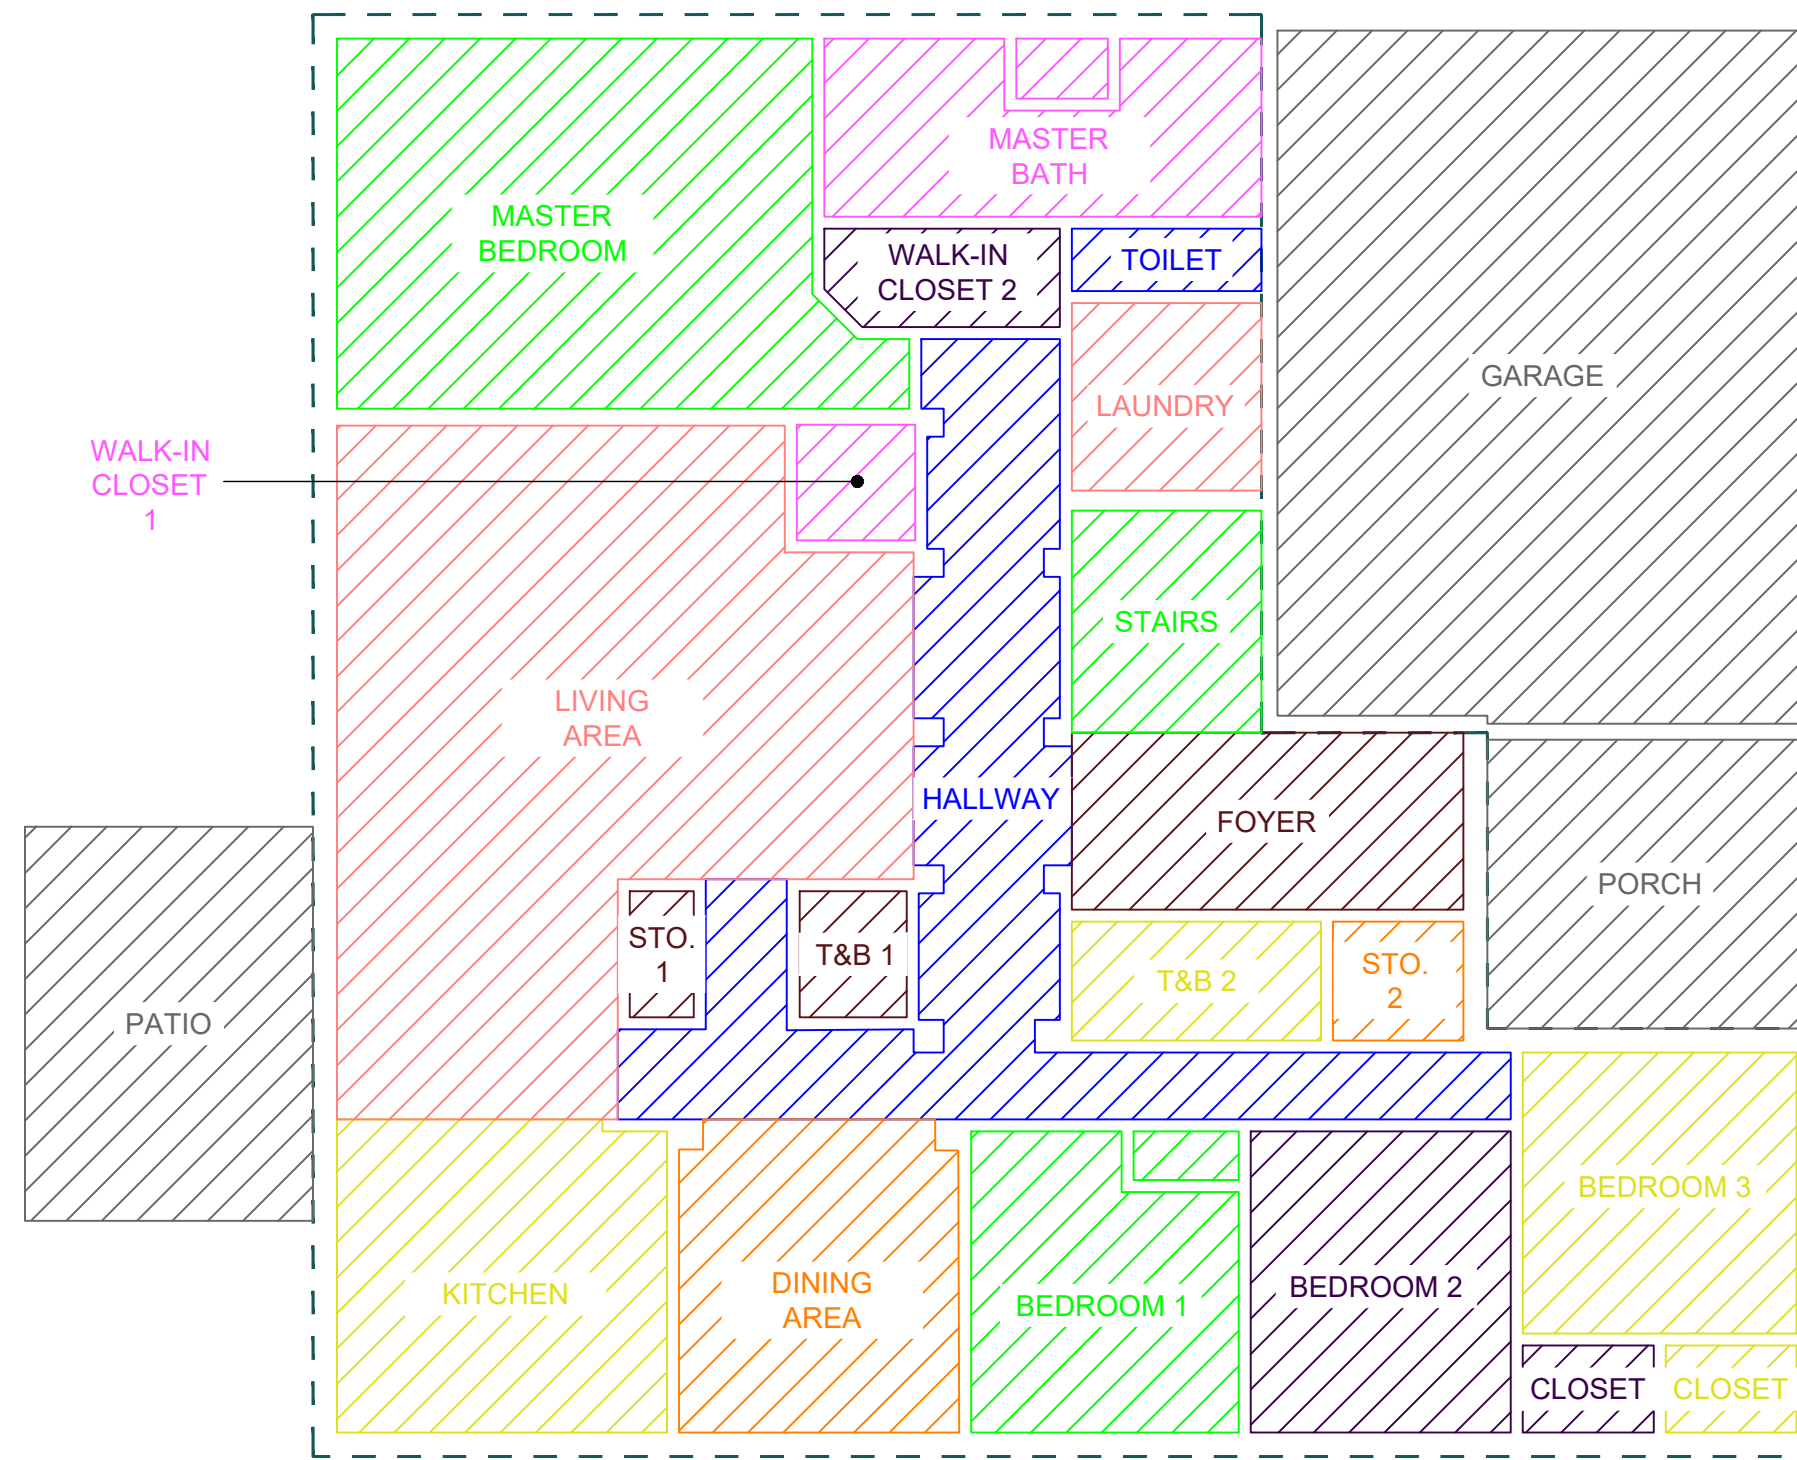 MASTER
BATH
MASTER
BEDROOM
WALK-IN
CLOSET 2
TOILET
GARAGE
LAUNDRY
WALK-IN
CLOSET
1
STAIRS
LIVING
AREA
HALLWAY
FOYER
PORCH
STO.
1
T&B 1
T&B 2
STO.
2
PATIO
BEDROOM 3
KITCHEN
DINING
AREA
BEDROOM 1
BEDROOM 2
CLOSET
CLOSET